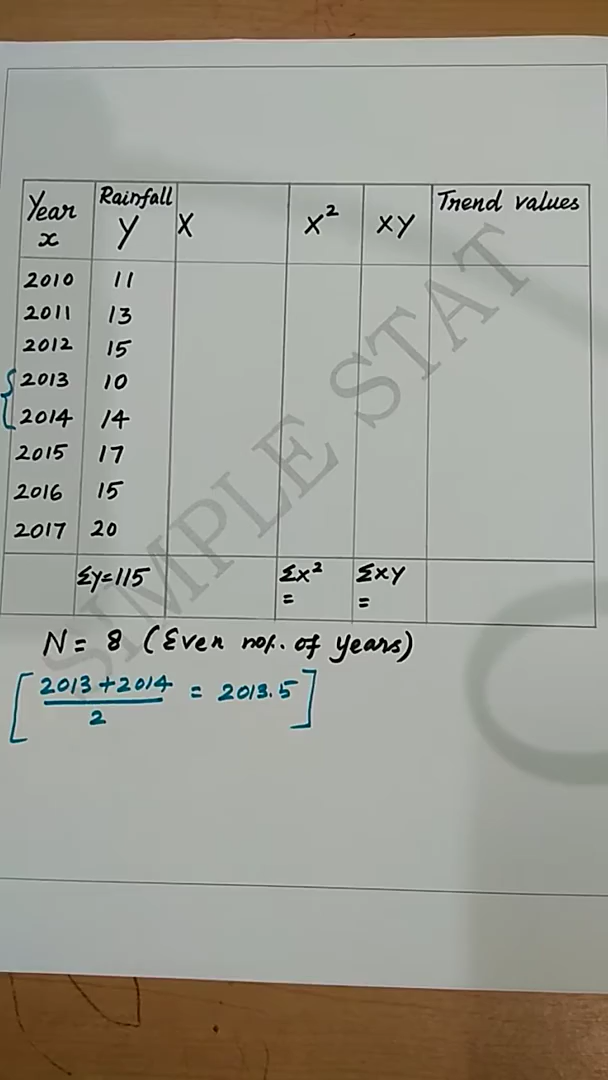 Year x Rainfall Y X X² XY Trend values
2010 11
2011 13
2012 15
2013 10
2014 14
2015 17
2016 15
2017 20
ΣY=115 Σx²= Σxy=
N = 8 (Even no/. of years)
[2013+2014/2 = 2013.5]
SIMPLE STAT